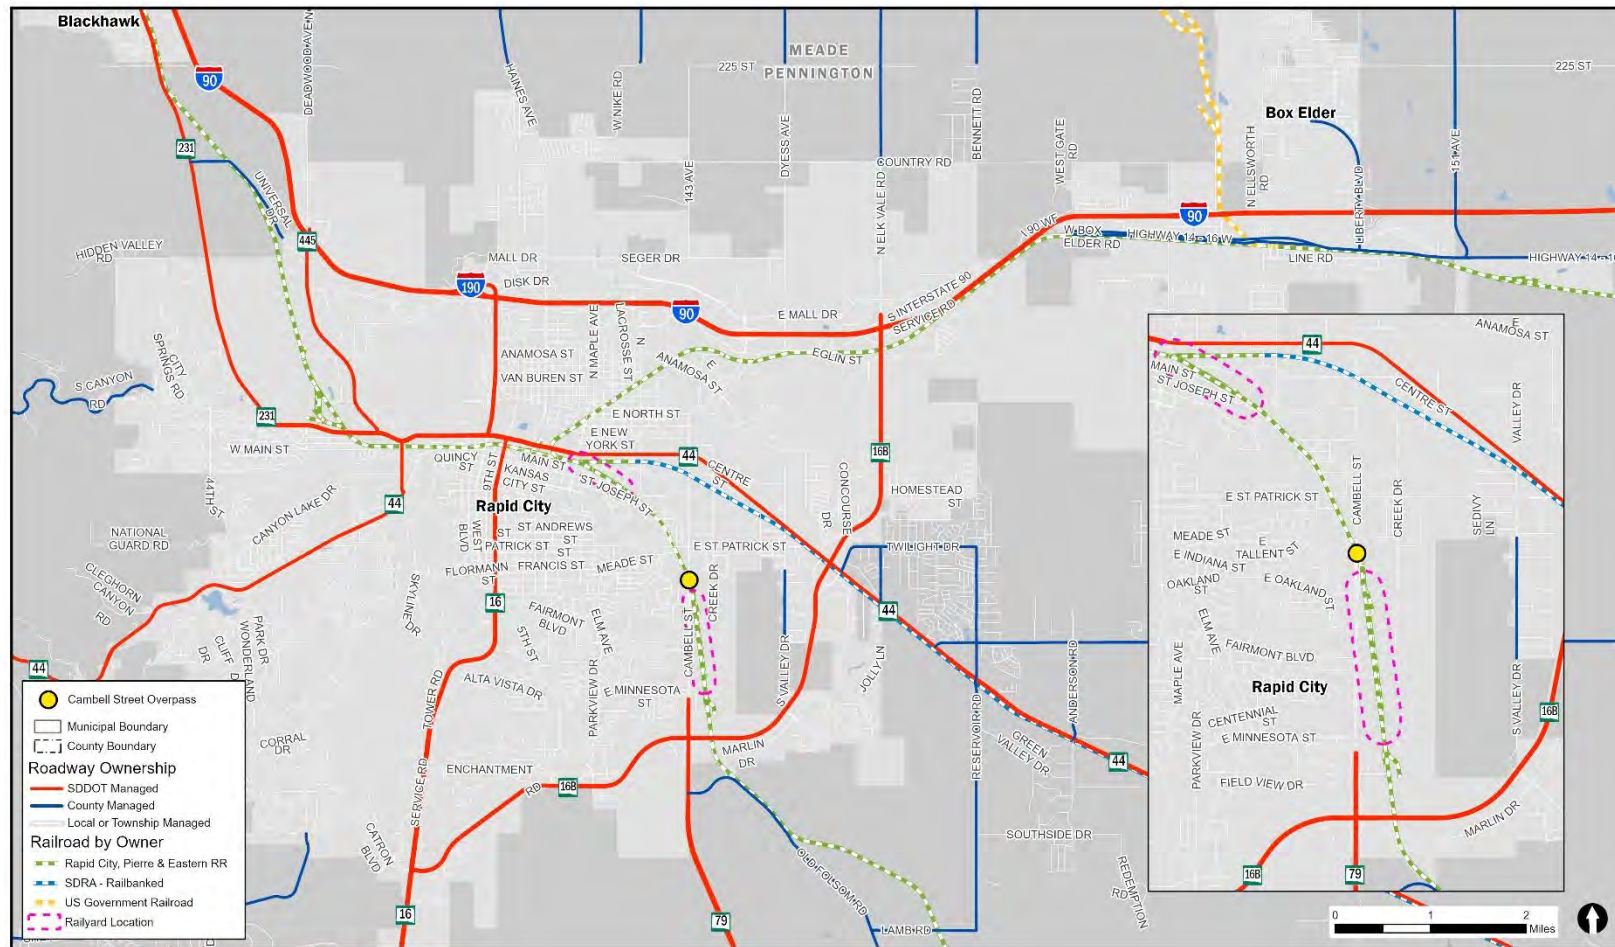 Blackhawk
90
DEADWOOD AVE N
HAINES AVE
W NIKE RD
MEADE
PENNINGTON
225 ST
225 ST
DYESS AVE
BENNETT RD
N ELK VALE RD
143 AVE
COUNTRY RD
WEST GATE
RD
N ELLSWORTH
RD
Box Elder
LIBERTY BLVD
151 AVE
231
UNIVERSAL
DR
445
HIDDEN VALLEY
RD
MALL DR
SEGER DR
190
DISK DR
90
E MALL DR
S INTERSTATE 90
SERVICE RD
I 90 WF
90
W BOX
ELDER RD
HIGHWAY 14 - 16 W
LINE RD
HIGHWAY 14 - 16
CITY
SPRINGS RD
S CANYON
RD
231
W MAIN ST
ANAMOSA ST
VAN BUREN ST
N MAPLE AVE
LACROSSE ST
N
E
ANAMOSA ST
EGLIN ST
E NORTH ST
E NEW
YORK ST
44
CENTRE
ST
16B
QUINCY
ST
9TH ST
MAIN ST
KANSAS
CITY ST
ST JOSEPH ST
Rapid City
44TH ST
CANYON LAKE DR
44
NATIONAL
GUARD RD
CLEGHORN
CANYON
RD
WEST
BLVD
ST ANDREWS
ST
ST
PATRICK ST
ST
FRANCIS ST
FLORMANN
ST
MEADE ST
E ST PATRICK ST
CONCOURSE
DR
HOMESTEAD
ST
TWILIGHT DR
44
SKYLINE DR
16
FAIRMONT
BLVD
5TH ST
ELM AVE
CAMBELL ST
CREEK DR
S VALLEY DR
JOLLY LN
PARK DR
WONDERLAND
CLIFF
DR
44
ALTA VISTA DR
PARKVIEW DR
E MINNESOTA
ST
TOWER RD
SERVICE RD
CORRAL
DR
ENCHANTMENT
RD
16B
MARLIN
DR
RESERVOIR RD
ANDERSON RD
GREEN
VALLEY DR
44
CATRON
BLVD
16
79
OLD FOLSOM RD
LAMB RD
SOUTHSIDE DR
REDEMPTION
RD
Cambell Street Overpass
Municipal Boundary
County Boundary
Roadway Ownership
SDDOT Managed
County Managed
Local or Township Managed
Railroad by Owner
Rapid City, Pierre & Eastern RR
SDRA - Railbanked
US Government Railroad
Railyard Location
E
ANAMOSA ST
44
MAIN ST
ST JOSEPH ST
CENTRE ST
VALLEY DR
CAMBELL ST
E ST PATRICK ST
CREEK DR
SEDIVY
LN
MEADE ST
E
TALLENT ST
E INDIANA ST
OAKLAND
ST
E OAKLAND
ST
ELM AVE
MAPLE AVE
FAIRMONT BLVD
Rapid City
CENTENNIAL
ST
E MINNESOTA ST
PARKVIEW DR
FIELD VIEW DR
S VALLEY DR
16B
MARLIN DR
16B
79
0 1 2
Miles